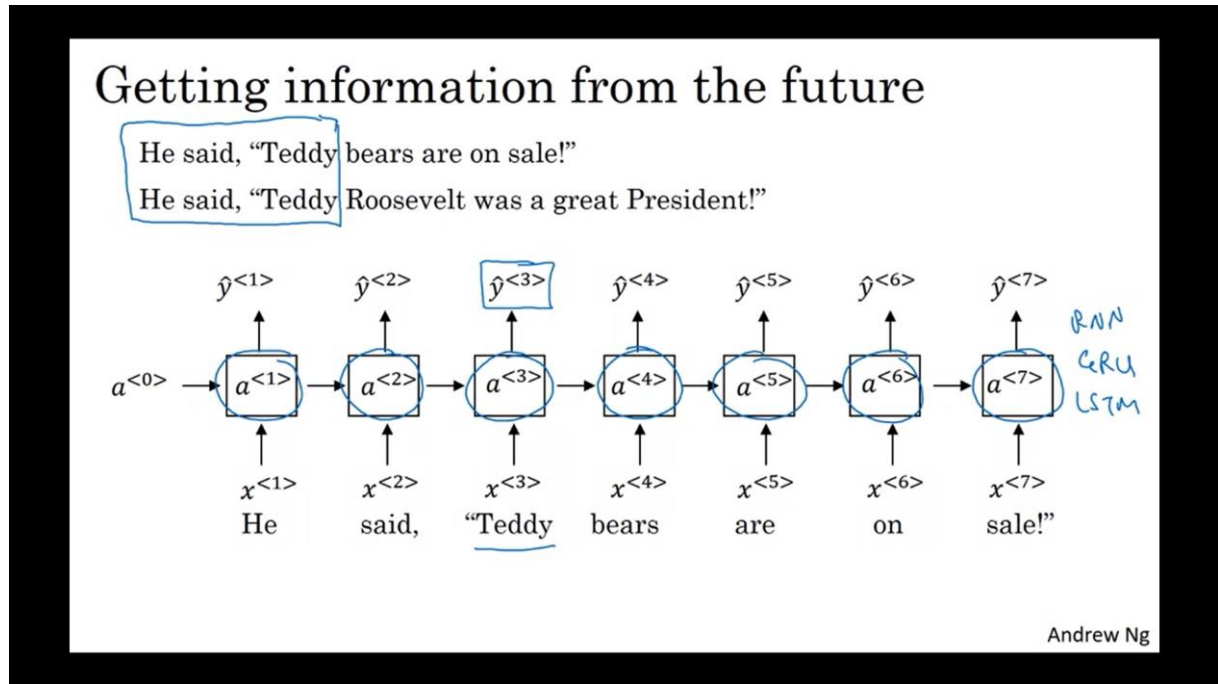 Getting information from the future
He said, “Teddy bears are on sale!”
He said, “Teddy Roosevelt was a great President!”
ŷ<1> ŷ<2> ŷ<3> ŷ<4> ŷ<5> ŷ<6> ŷ<7>
RNN
GRU
a<0> a<1> a<2> a<3> a<4> a<5> a<6> a<7>
LSTM
x<1> x<2> x<3> x<4> x<5> x<6> x<7>
He said, “Teddy bears are on sale!”
Andrew Ng